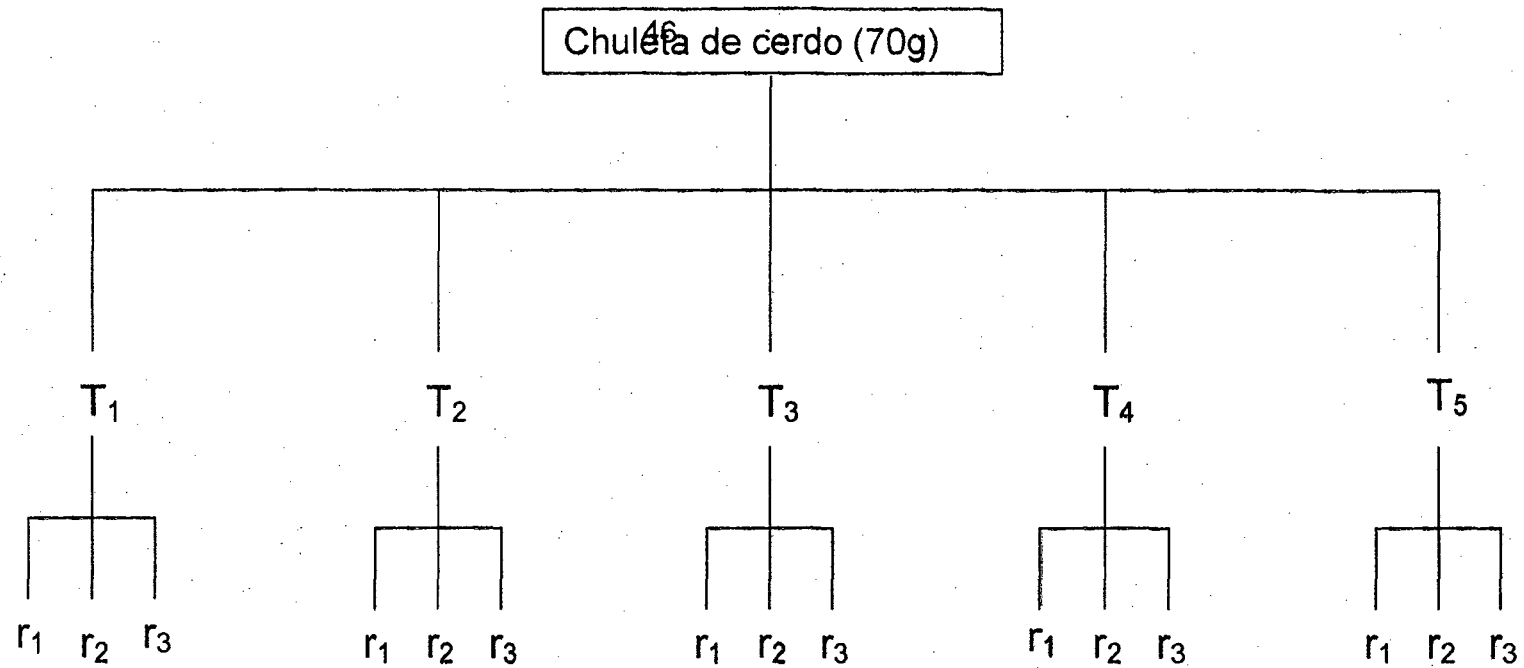 46
Chuleta de cerdo (70g)
T₁ T₂ T₃ T₄ T₅
r₁ r₂ r₃ r₁ r₂ r₃ r₁ r₂ r₃ r₁ r₂ r₃ r₁ r₂ r₃